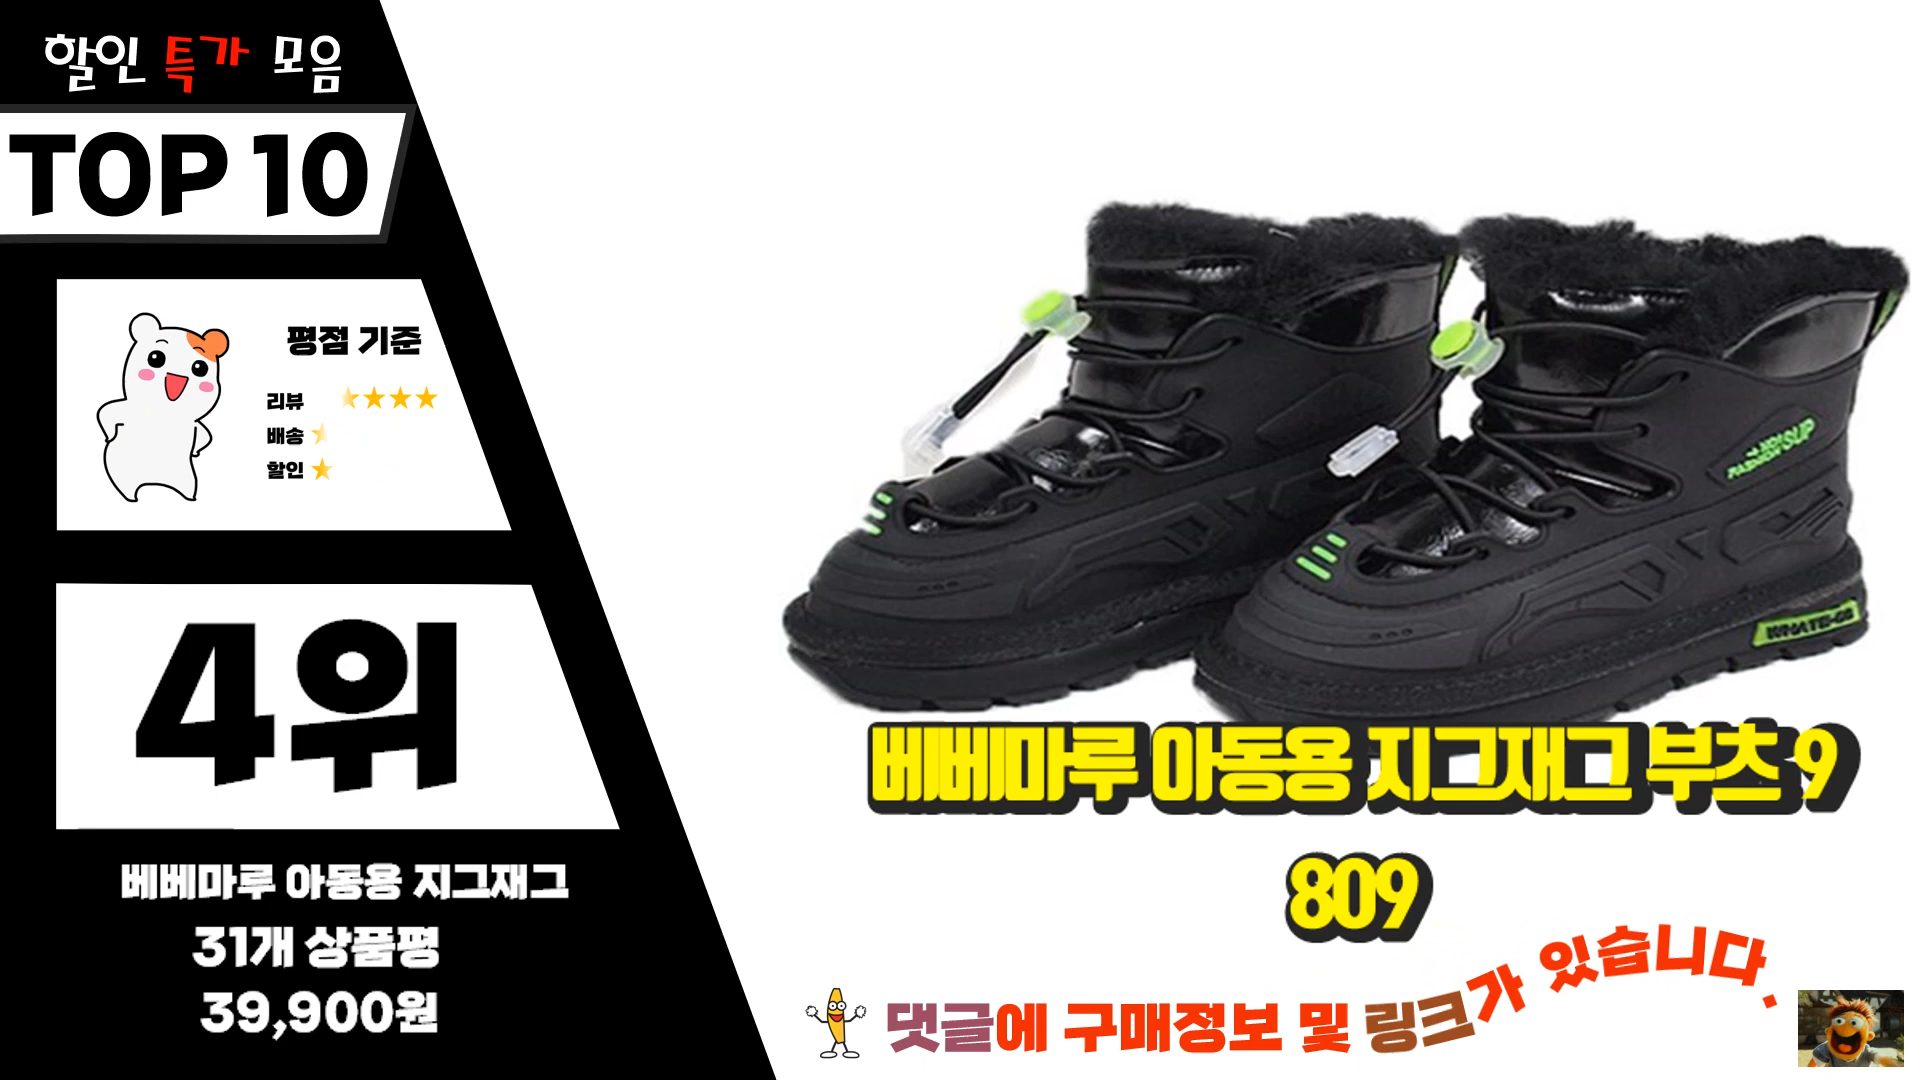 할인 특가 모음
TOP 10
평점 기준
리뷰
배송
할인
4위
베베마루 아동용 지그재그
31개 상품평
39,900원
SUP
베베마루 아동용 지그재그 부츠 9
809
댓글에 구매정보 및 링크가 있습니다.